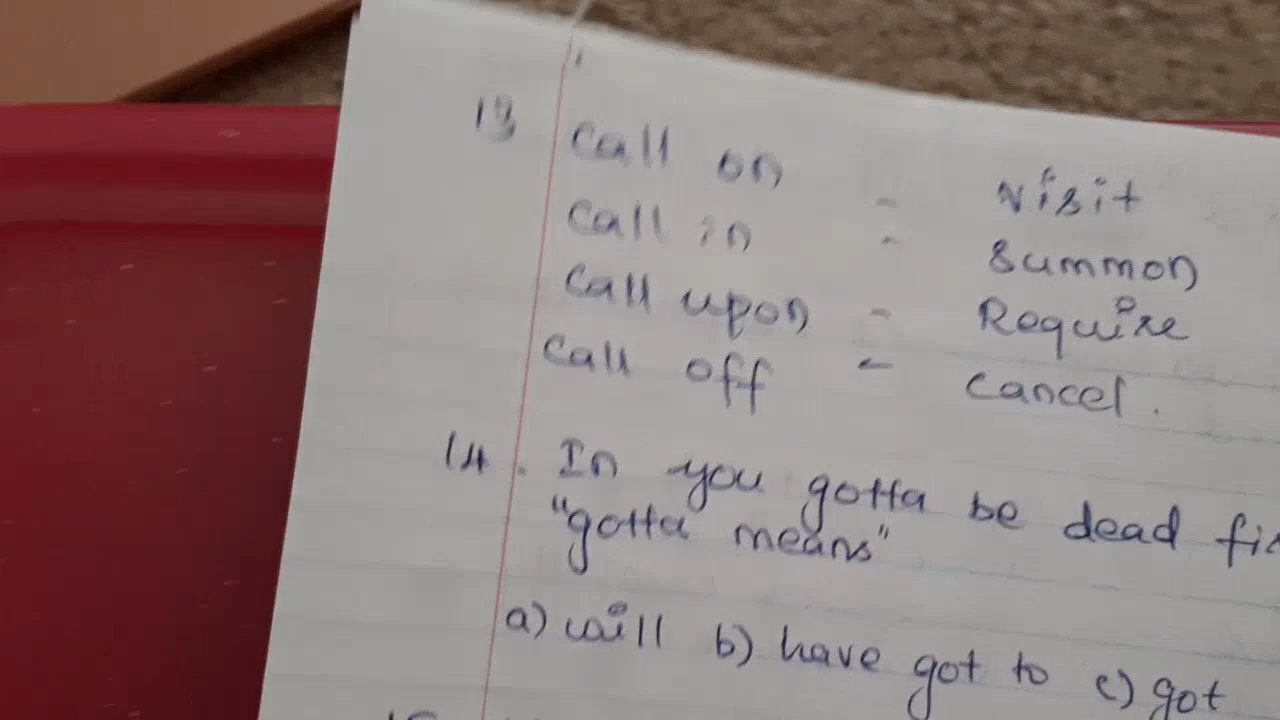 13 Call on - Visit
Call in - Summon
Call upon - Require
Call off - Cancel.
14. In you gotta be dead
"gotta means"
a) will b) have got to c) got